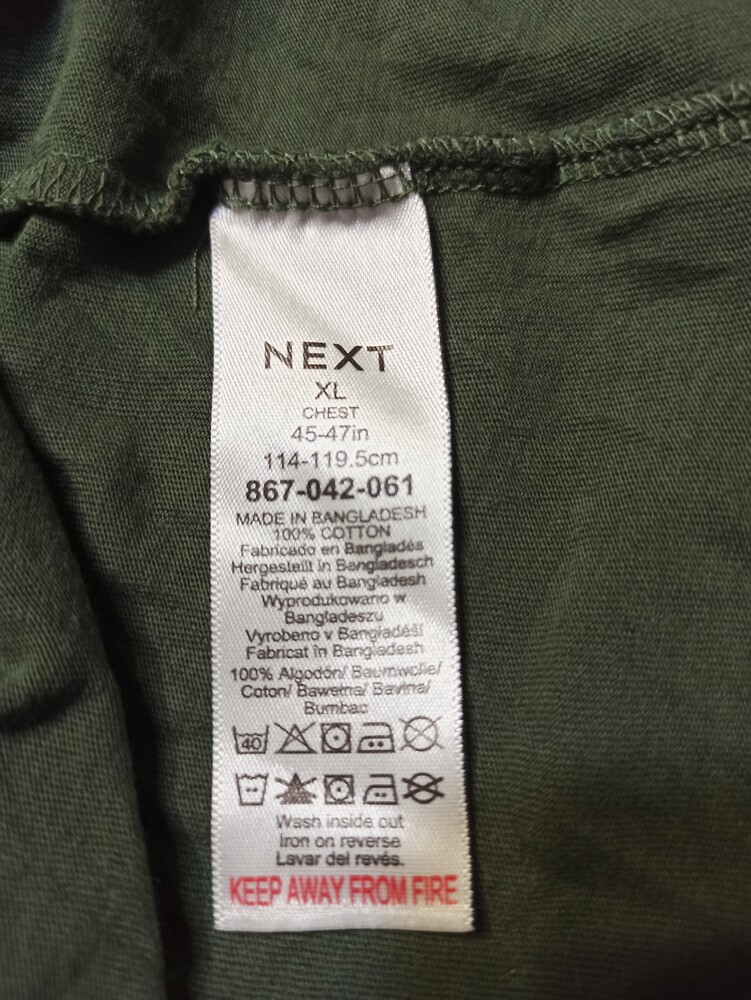 NEXT
XL
CHEST
45-47in
114-119.5cm
867-042-061
MADE IN BANGLADESH
100% COTTON
Fabricado en Bangladés
Hergestellt in Bangladesch
Fabriqué au Bangladesh
Wyprodukowano w
Bangladeszu
Vyrobeno v Bangladéši
Fabricat în Bangladesh
100% Algodón/ Baumwolle/
Coton/ Bawełna/ Bavlna/
Bumbac
40
Wash inside out
Iron on reverse
Lavar del revés.
KEEP AWAY FROM FIRE